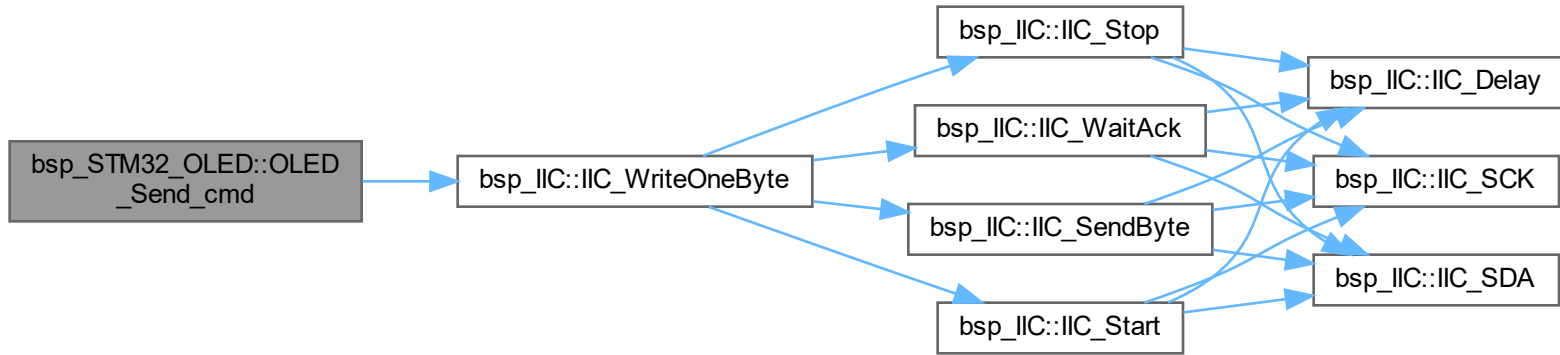 bsp_STM32_OLED::OLED
_Send_cmd
bsp_IIC::IIC_WriteOneByte
bsp_IIC::IIC_Stop
bsp_IIC::IIC_WaitAck
bsp_IIC::IIC_SendByte
bsp_IIC::IIC_Start
bsp_IIC::IIC_Delay
bsp_IIC::IIC_SCK
bsp_IIC::IIC_SDA